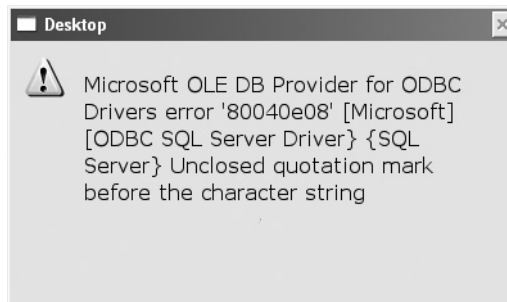 Desktop
Microsoft OLE DB Provider for ODBC
Drivers error '80040e08' [Microsoft]
[ODBC SQL Server Driver} {SQL
Server} Unclosed quotation mark
before the character string